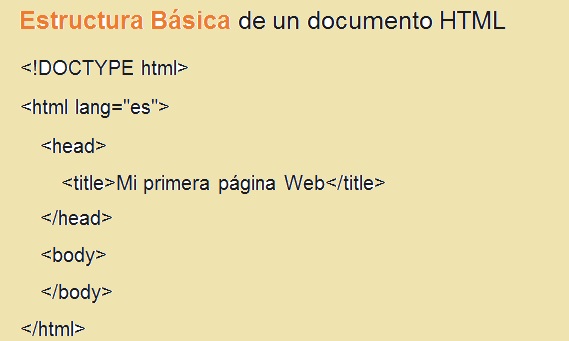 Estructura Básica de un documento HTML
<!DOCTYPE html>
<html lang="es">
<head>
<title>Mi primera página Web</title>
</head>
<body>
</body>
</html>